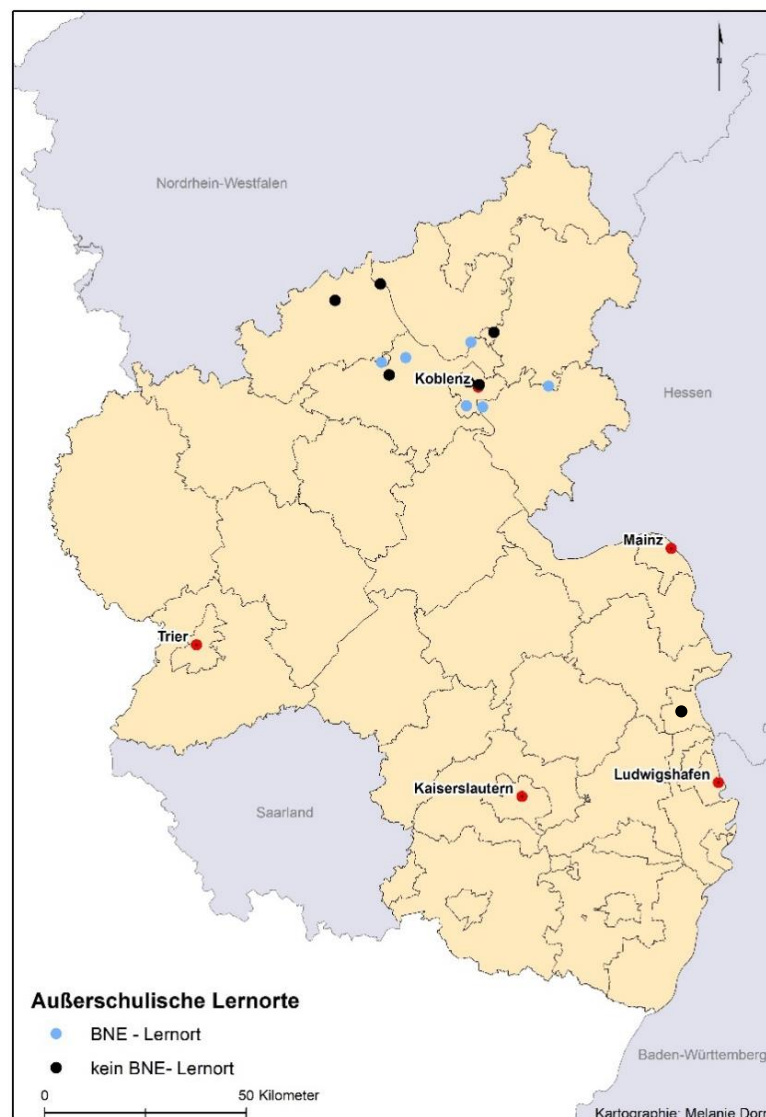 N
Nordrhein-Westfalen
Koblenz
Hessen
Mainz
Trier
Ludwigshafen
Kaiserslautern
Saarland
Außerschulische Lernorte
BNE - Lernort
kein BNE- Lernort
Baden-Württemberg
0 50 Kilometer
Kartographie: Melanie Dor